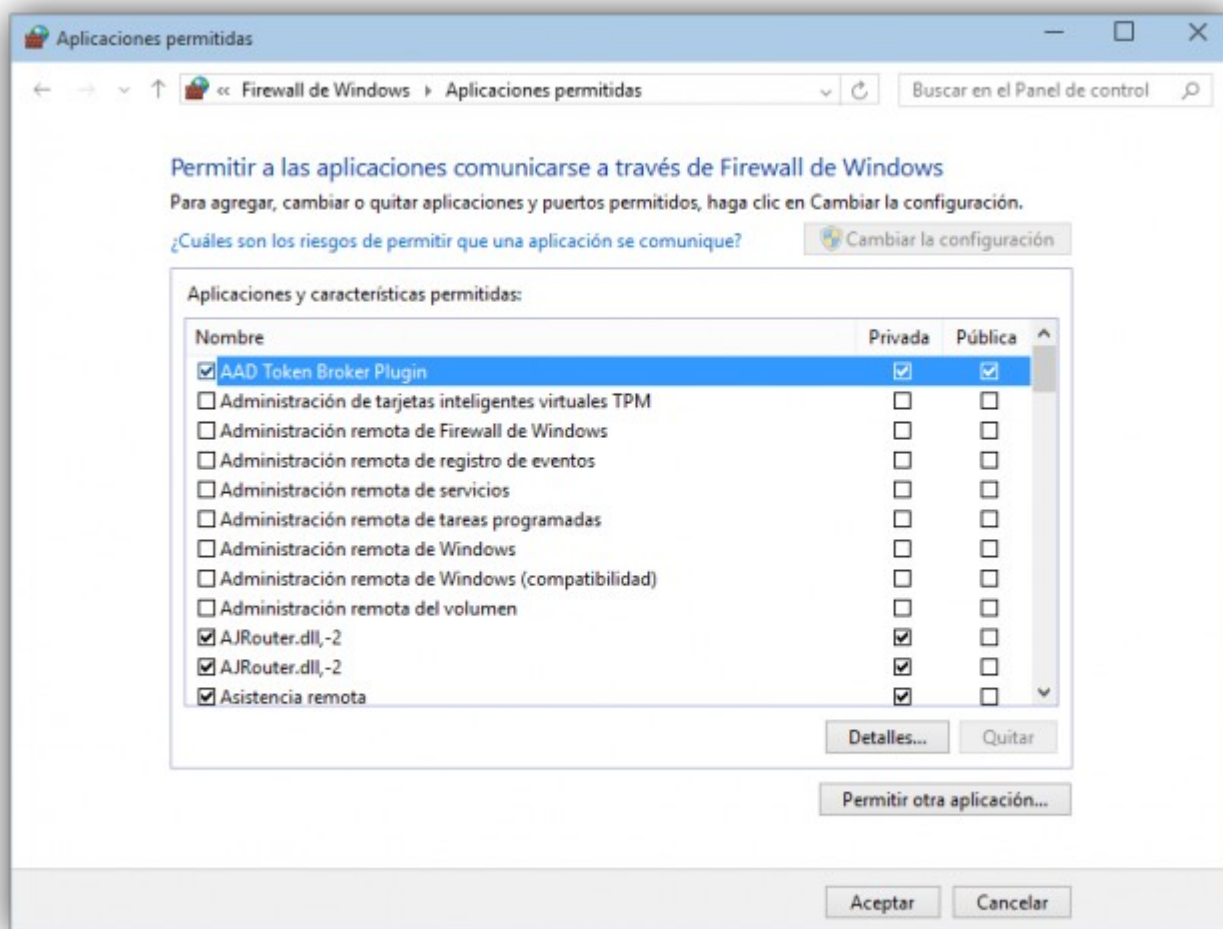 Aplicaciones permitidas
« Firewall de Windows Aplicaciones permitidas Buscar en el Panel de control
Permitir a las aplicaciones comunicarse a través de Firewall de Windows
Para agregar, cambiar o quitar aplicaciones y puertos permitidos, haga clic en Cambiar la configuración.
¿Cuáles son los riesgos de permitir que una aplicación se comunique? Cambiar la configuración
Aplicaciones y características permitidas:
Nombre Privada Pública
AAD Token Broker Plugin
Administración de tarjetas inteligentes virtuales TPM
Administración remota de Firewall de Windows
Administración remota de registro de eventos
Administración remota de servicios
Administración remota de tareas programadas
Administración remota de Windows
Administración remota de Windows (compatibilidad)
Administración remota del volumen
AJRouter.dll,-2
AJRouter.dll,-2
Asistencia remota
Detalles... Quitar
Permitir otra aplicación...
Aceptar Cancelar